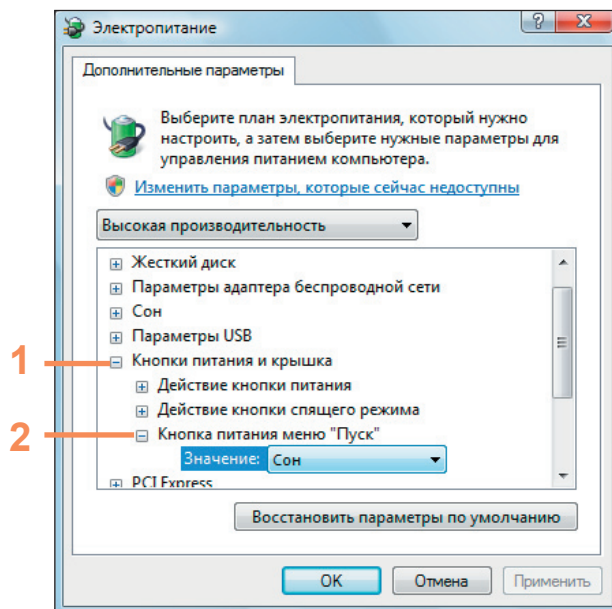 Электропитание
Дополнительные параметры
Выберите план электропитания, который нужно
настроить, а затем выберите нужные параметры для
управления питанием компьютера.
Изменить параметры, которые сейчас недоступны
Высокая производительность
Жесткий диск
Параметры адаптера беспроводной сети
Сон
Параметры USB
1 Кнопки питания и крышка
Действие кнопки питания
Действие кнопки спящего режима
2 Кнопка питания меню "Пуск"
Значение: Сон
PCI Express
Восстановить параметры по умолчанию
OK Отмена Применить